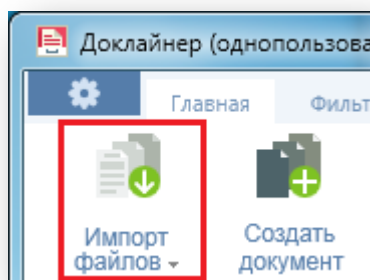 Доклайнер (однопользова
Главная Фильт
Импорт
файлов
Создать
документ